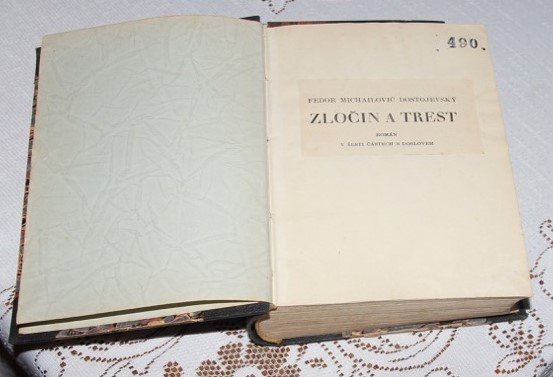 . 490.
FEDOR MICHAILOVIČ DOSTOJEVSKÝ
ZLOČIN A TREST
ROMÁN
V ŠESTI ČÁSTECH S DOSLOVEM